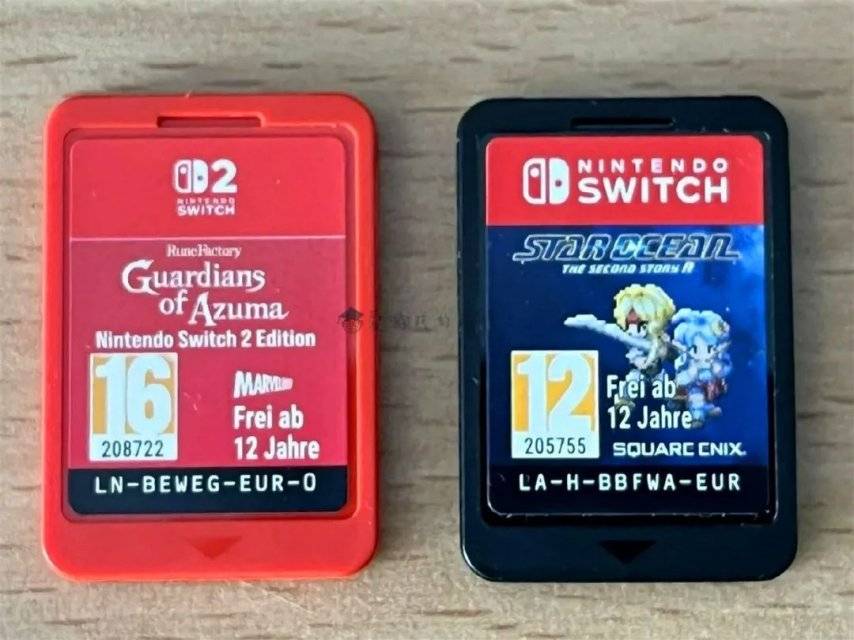 2
NINTENDO
SWITCH
RuneFactory
Guardians
of Azuma
Nintendo Switch 2 Edition
16
208722
MARVELOUS
Frei ab
12 Jahre
LN-BEWEG-EUR-0
NINTENDO
SWITCH
STAR OCEAN
THE SECOND STORY R
12
205755
Frei ab
12 Jahre
SQUARE ENIX
LA-H-BBFWA-EUR